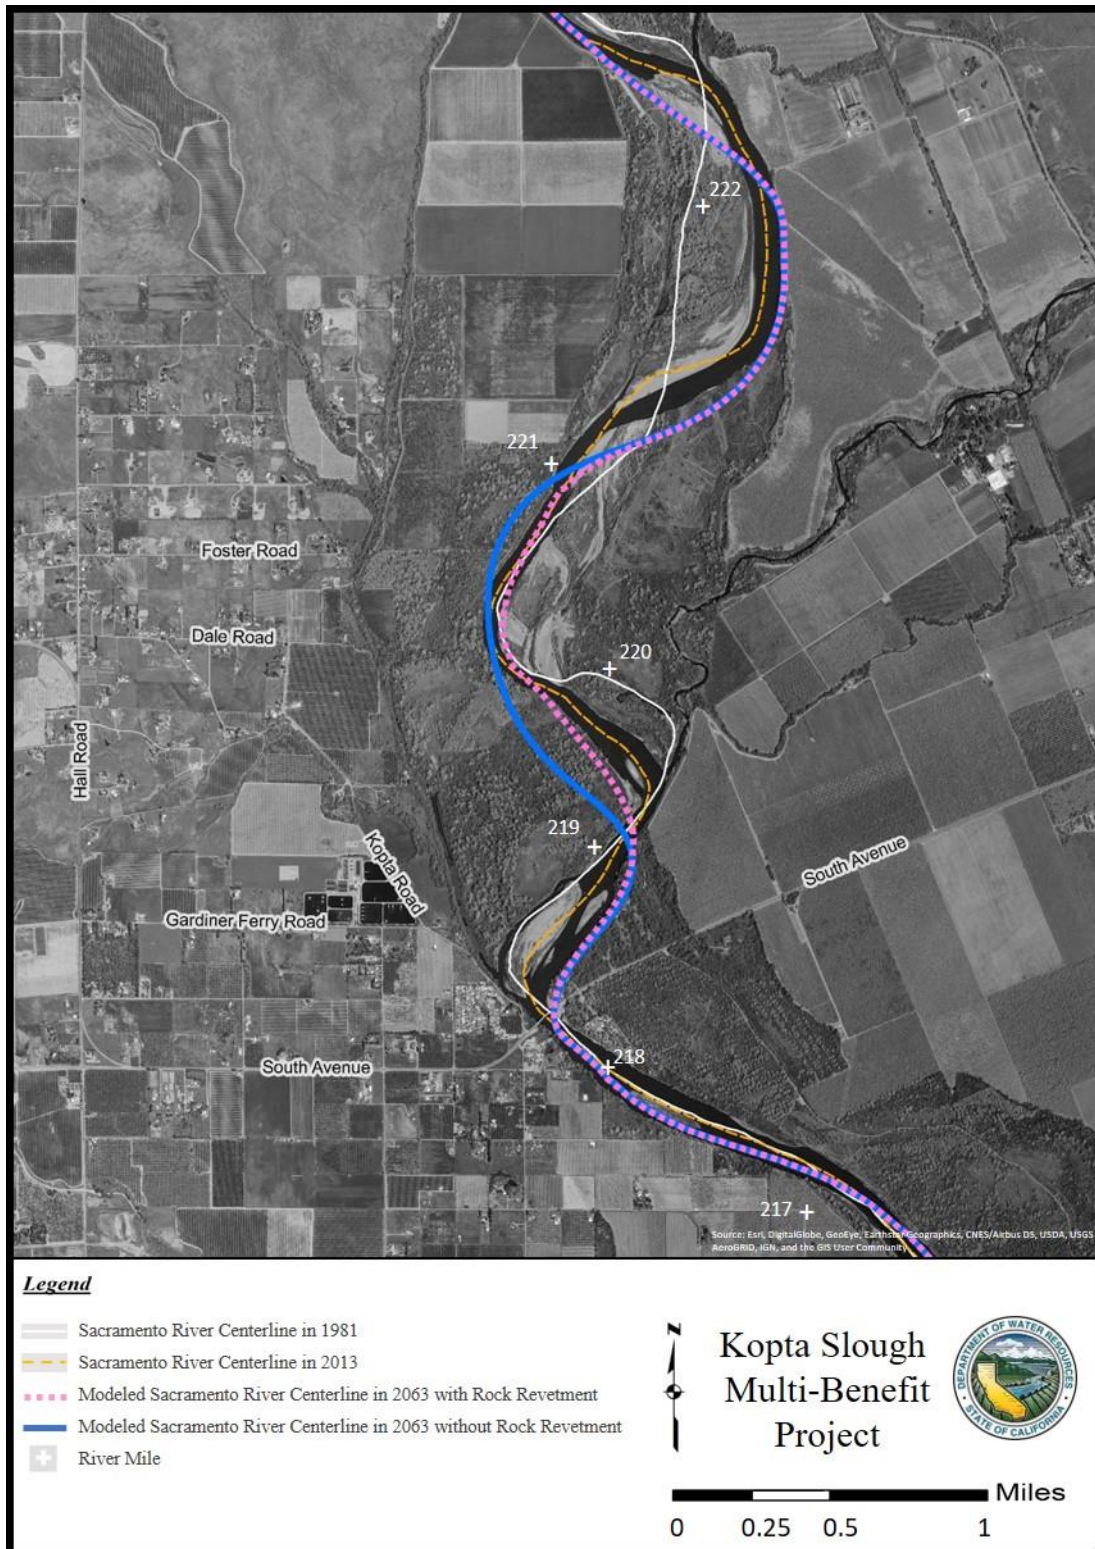 222
221
Foster Road
Dale Road
220
Hall Road
219
Kopta Road
South Avenue
Gardiner Ferry Road
218
South Avenue
217
Source: Esri, DigitalGlobe, GeoEye, Earthstar Geographics, CNES/Airbus DS, USDA, USGS
AeroGRID, IGN, and the GIS User Community
Legend
Sacramento River Centerline in 1981
Sacramento River Centerline in 2013
Modeled Sacramento River Centerline in 2063 with Rock Revetment
Modeled Sacramento River Centerline in 2063 without Rock Revetment
River Mile
N
Kopta Slough
Multi-Benefit
Project
DEPARTMENT OF WATER RESOURCES
STATE OF CALIFORNIA
Miles
0 0.25 0.5 1